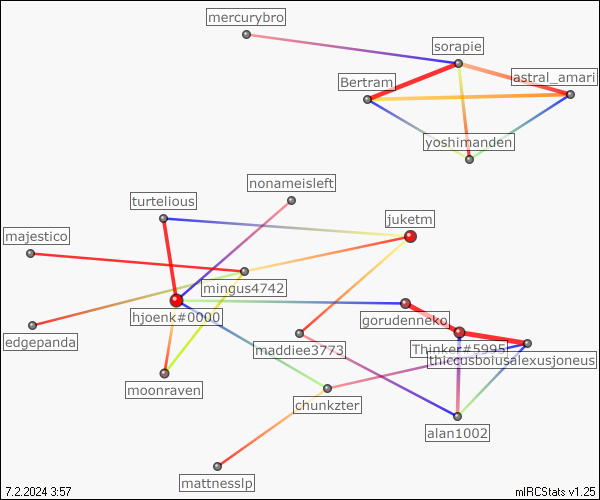 mercurybro
sorapie
astral_amari
Bertram
yoshimanden
nonameisleft
turtelious
juketm
majestico
mingus4742
hjoenk#0000
gorudenneko
edgepanda
maddiee3773
Thinker#5995
moonraven
chunkzter
alan1002
mattnesslp
7.2.2024 3:57
mIRCStats v1.25